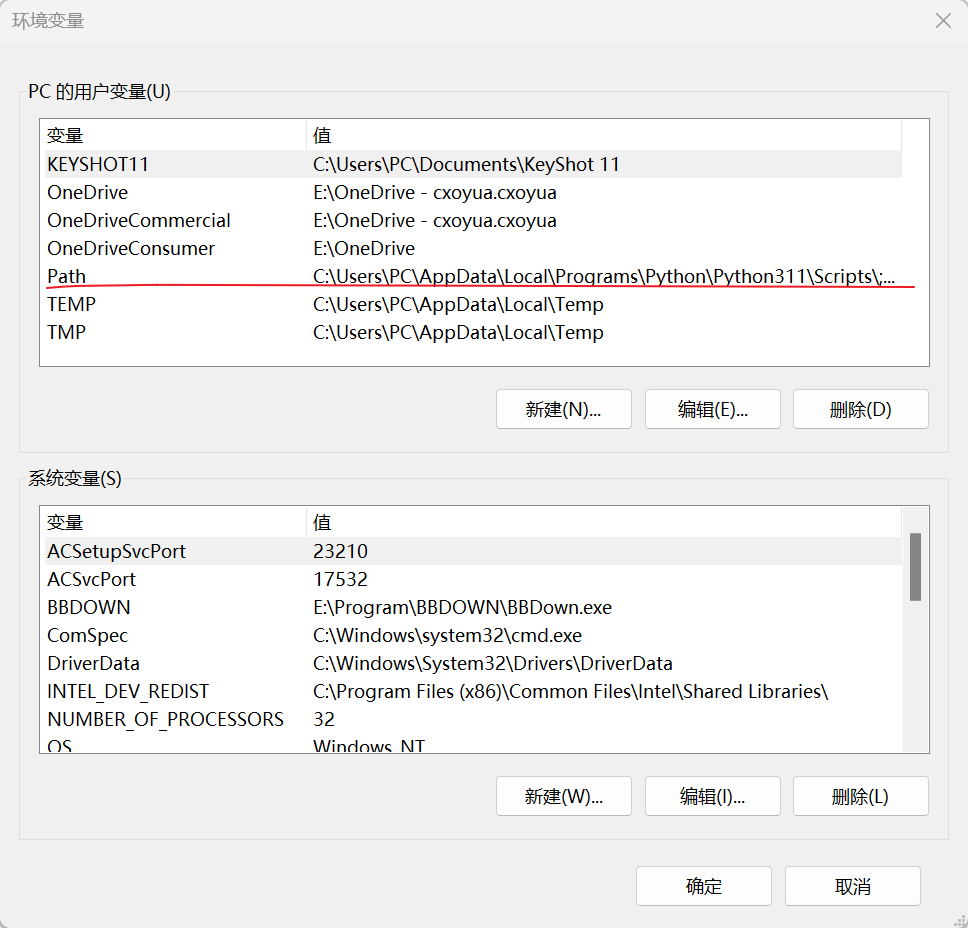 环境变量
PC 的用户变量(U)
变量 值
KEYSHOT11 C:\Users\PC\Documents\KeyShot 11
OneDrive E:\OneDrive - cxoyua.cxoyua
OneDriveCommercial E:\OneDrive - cxoyua.cxoyua
OneDriveConsumer E:\OneDrive
Path C:\Users\PC\AppData\Local\Programs\Python\Python311\Scripts\;...
TEMP C:\Users\PC\AppData\Local\Temp
TMP C:\Users\PC\AppData\Local\Temp
新建(N)... 编辑(E)... 删除(D)
系统变量(S)
变量 值
ACSetupSvcPort 23210
ACSvcPort 17532
BBDOWN E:\Program\BBDOWN\BBDown.exe
ComSpec C:\Windows\system32\cmd.exe
DriverData C:\Windows\System32\Drivers\DriverData
INTEL_DEV_REDIST C:\Program Files (x86)\Common Files\Intel\Shared Libraries\
NUMBER_OF_PROCESSORS 32
OS Windows_NT
新建(W)... 编辑(I)... 删除(L)
确定 取消